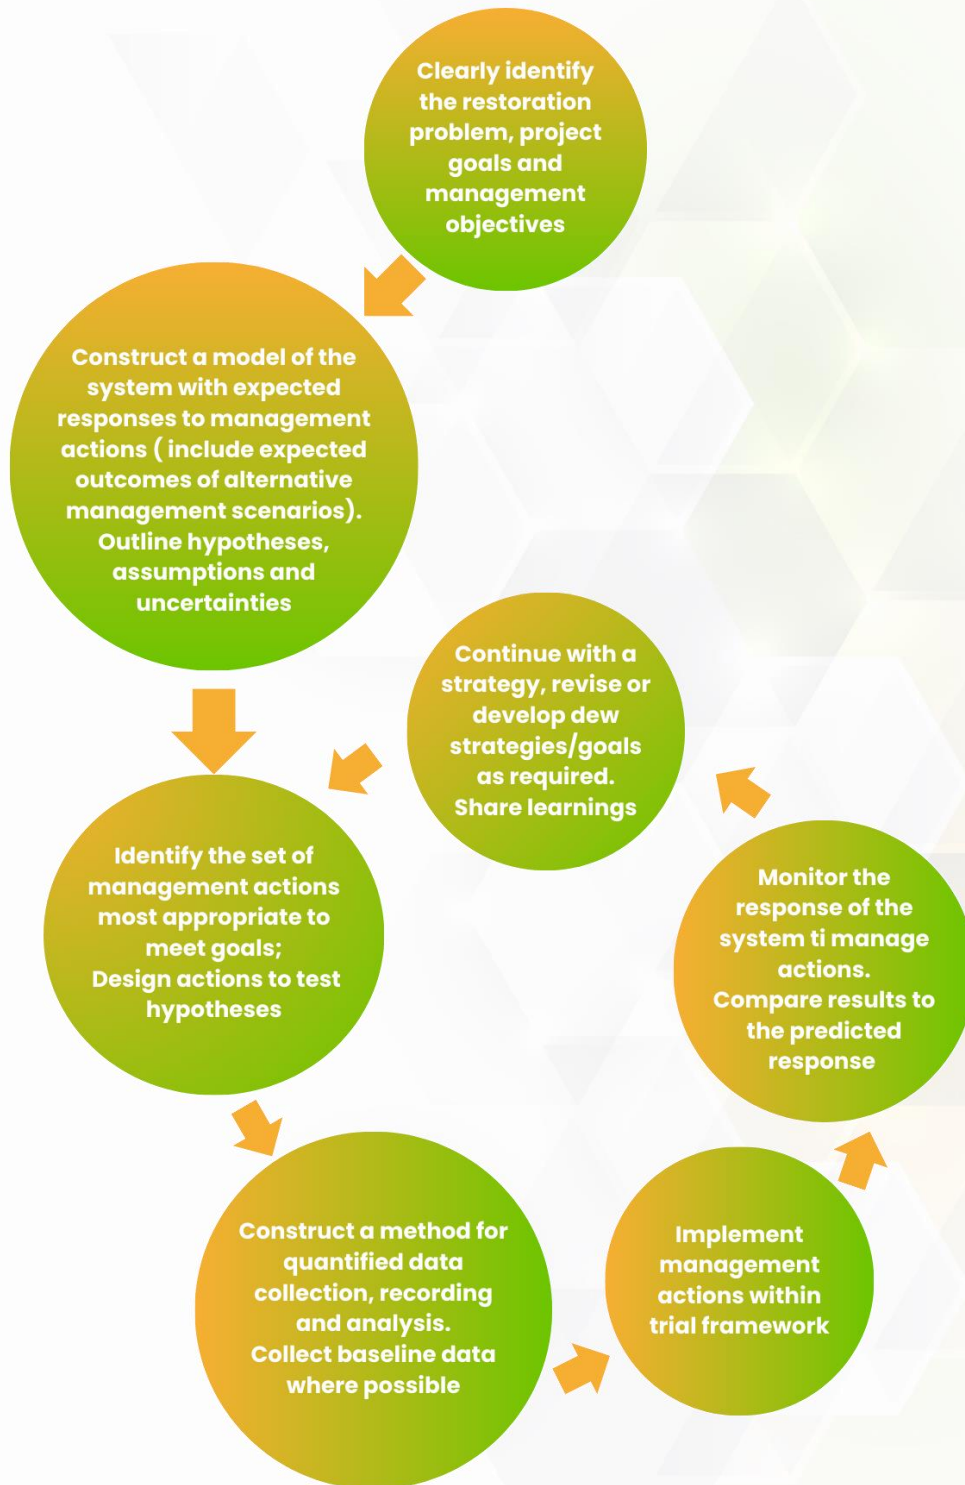 Clearly identify
the restoration
problem, project
goals and
management
objectives
Construct a model of the
system with expected
responses to management
actions ( include expected
outcomes of alternative
management scenarios).
Outline hypotheses,
assumptions and
uncertainties
Identify the set of
management actions
most appropriate to
meet goals;
Design actions to test
hypotheses
Construct a method for
quantified data
collection, recording
and analysis.
Collect baseline data
where possible
Implement
management
actions within
trial framework
Monitor the
response of the
system ti manage
actions.
Compare results to
the predicted
response
Continue with a
strategy, revise or
develop dew
strategies/goals
as required.
Share learnings